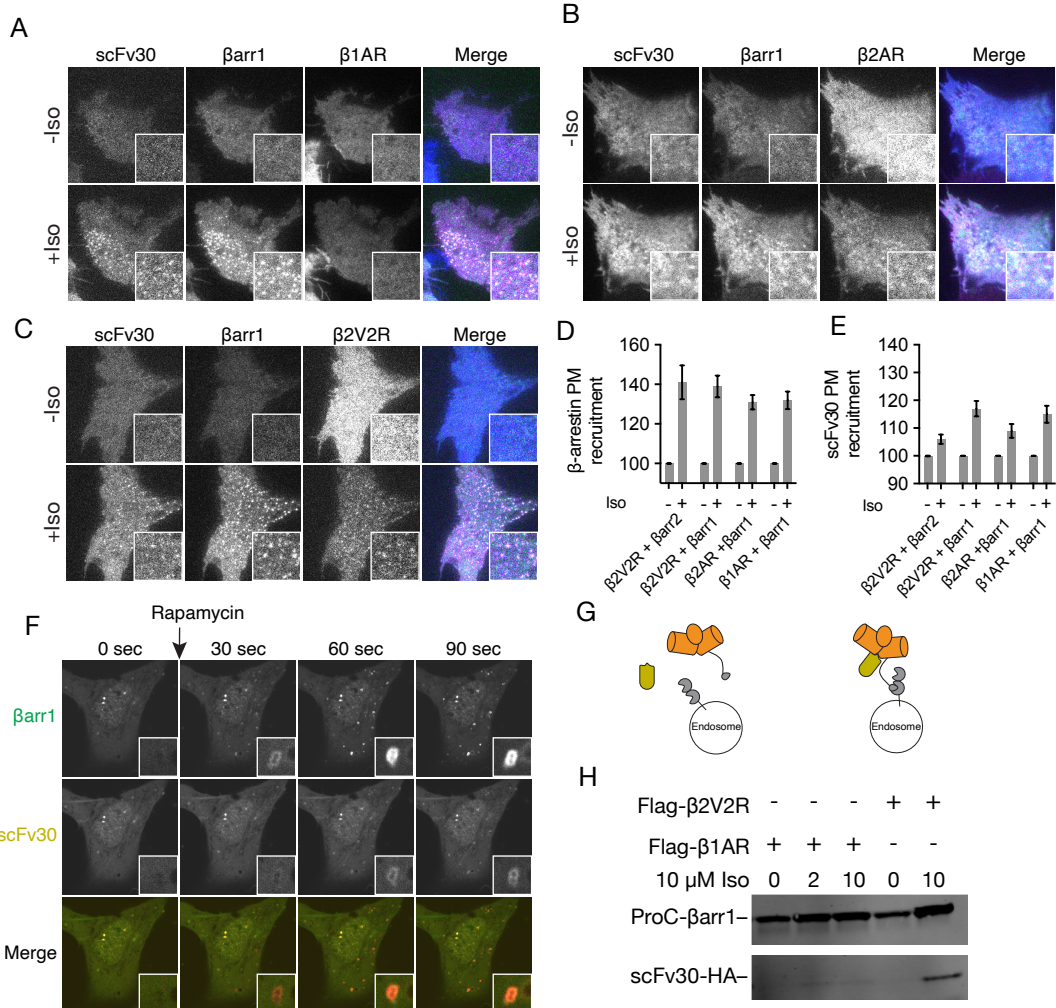 A
scFv30 βarr1 β1AR Merge
-Iso
+Iso
B
scFv30 βarr1 β2AR Merge
-Iso
+Iso
C
scFv30 βarr1 β2V2R Merge
-Iso
+Iso
D
β-arrestin PM
recruitment
160
140
120
100
Iso - + - + - + - +
β2V2R + βarr2
β2V2R + βarr1
β2AR +βarr1
β1AR + βarr1
E
scFv30 PM
recruitment
140
130
120
110
100
90
Iso - + - + - + - +
β2V2R + βarr2
β2V2R + βarr1
β2AR +βarr1
β1AR + βarr1
F
Rapamycin
0 sec 30 sec 60 sec 90 sec
βarr1
scFv30
Merge
G
Endosome
Endosome
H
Flag-β2V2R - - - + +
Flag-β1AR + + + - -
10 µM Iso 0 2 10 0 10
ProC-βarr1–
scFv30-HA–